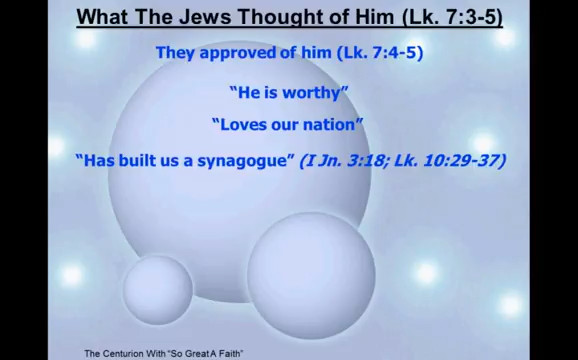 What The Jews Thought of Him (Lk. 7:3-5)
They approved of him (Lk. 7:4-5)
“He is worthy”
“Loves our nation”
“Has built us a synagogue” (I Jn. 3:18; Lk. 10:29-37)
The Centurion With “So Great A Faith”